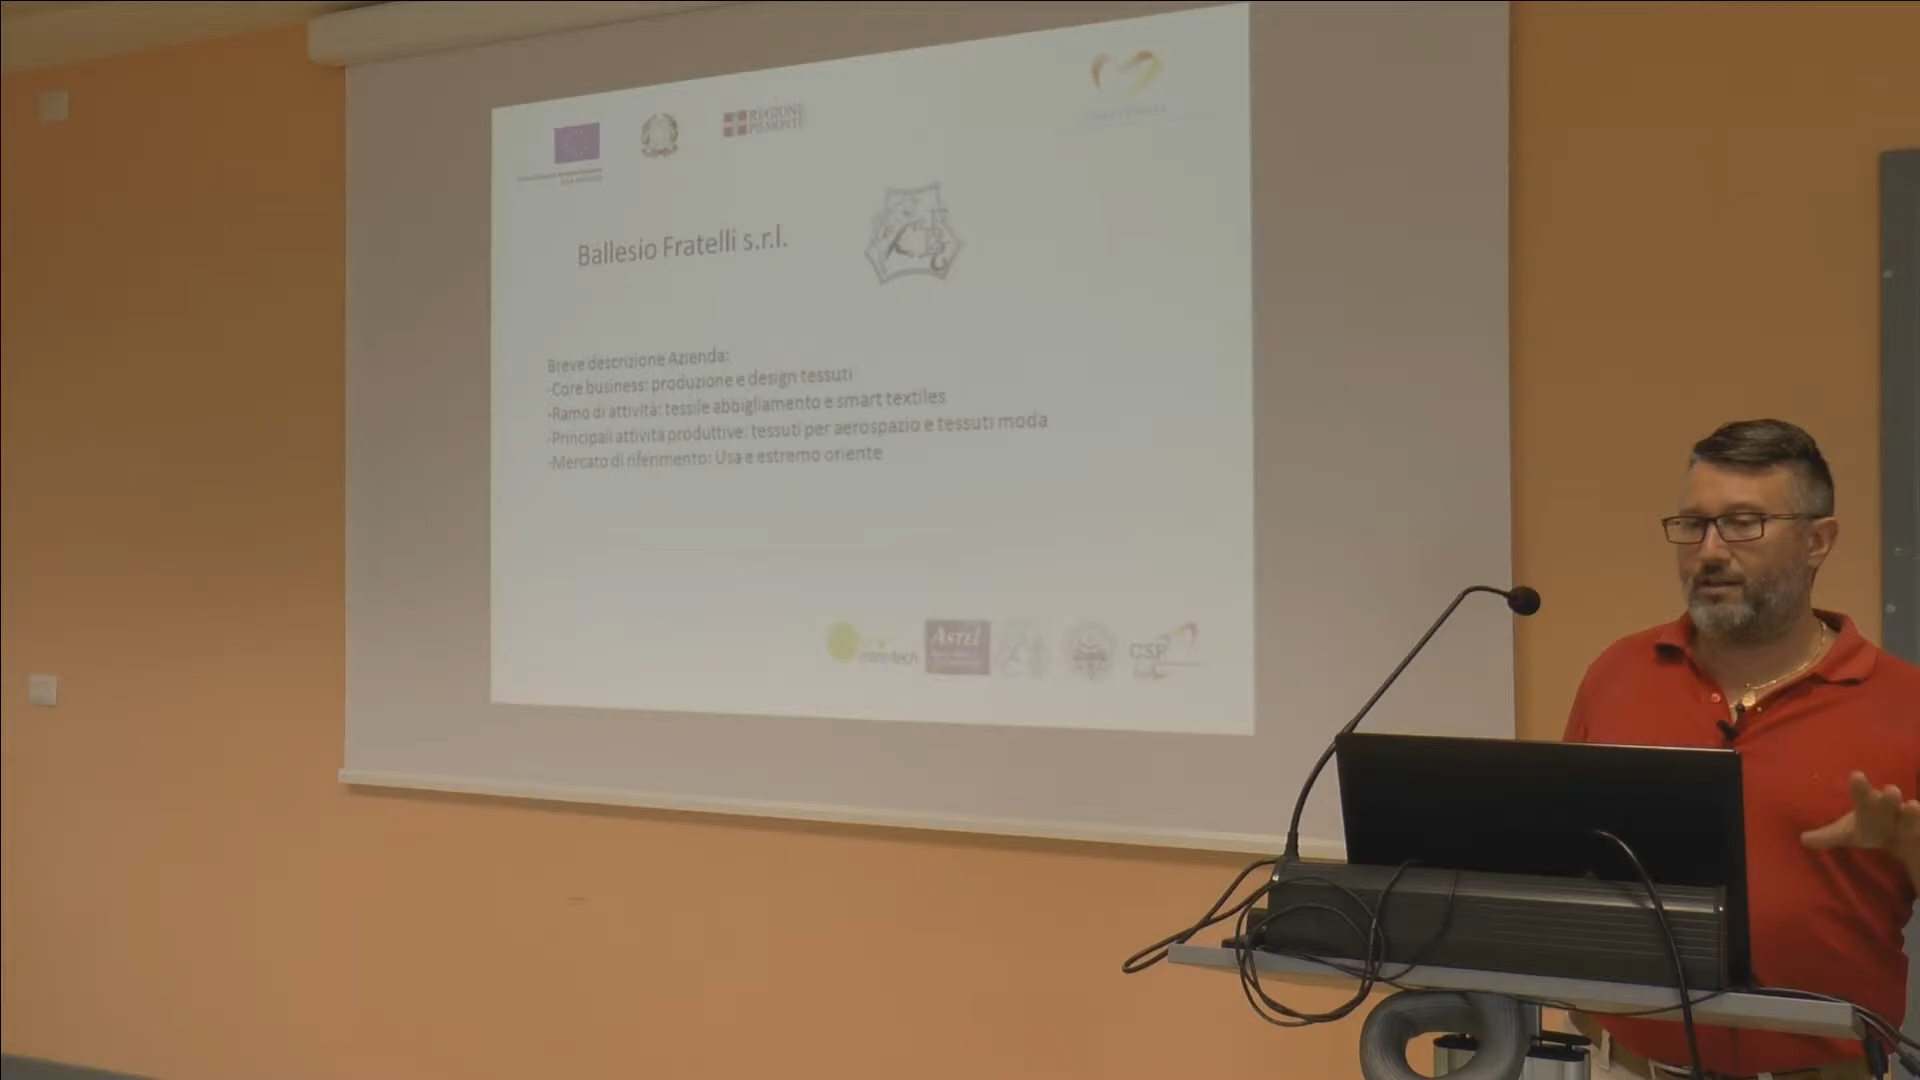 REGIONE
PIEMONTE
Ballesio Fratelli s.r.l.
Breve descrizione Azienda:
-Core business: produzione e design tessuti
-Ramo di attività: tessile abbigliamento e smart textiles
-Principali attività produttive: tessuti per aerospazio e tessuti moda
-Mercato di riferimento: Usa e estremo oriente
ASTEL
CSP